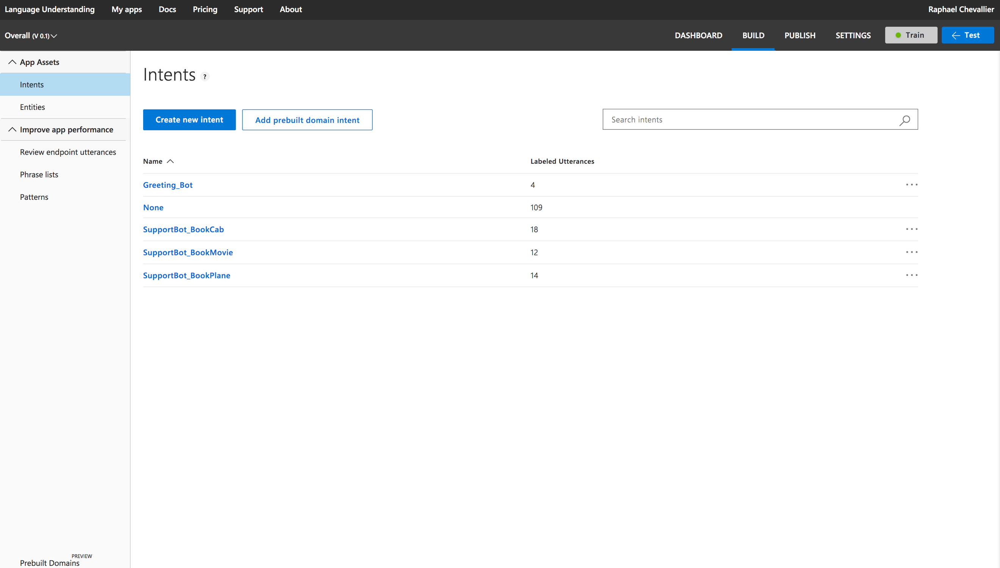 Language Understanding My apps Docs Pricing Support About Raphael Chevallier
Overall (V 0.1) DASHBOARD BUILD PUBLISH SETTINGS Train Test
App Assets
Intents
Entities
Improve app performance
Review endpoint utterances
Phrase lists
Patterns
PREVIEW
Prebuilt Domains
Intents ?
Create new intent Add prebuilt domain intent Search intents
Name Labeled Utterances
Greeting_Bot 4
None 109
SupportBot_BookCab 18
SupportBot_BookMovie 12
SupportBot_BookPlane 14